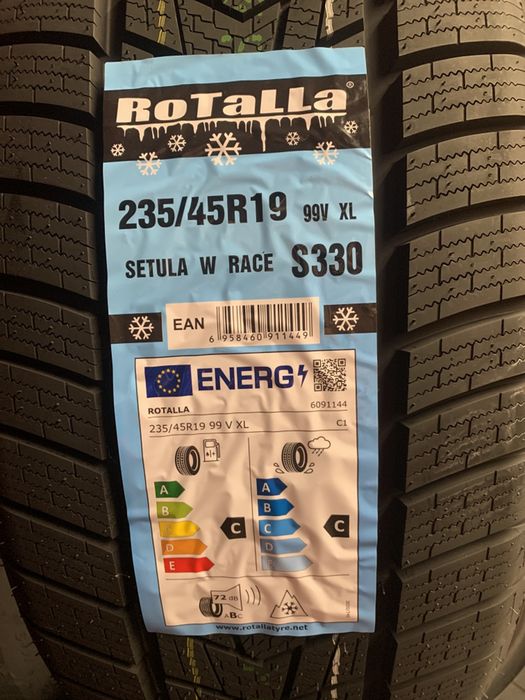 RoTaLLa®
235/45R19 99V XL
SETULA W RACE S330
EAN
6 958460 911449
ENERG
ROTALLA 6091144
235/45R19 99 V XL C1
A A
B B
C C C C
D D
E E
72 dB
ABC
www.rotallatyre.net